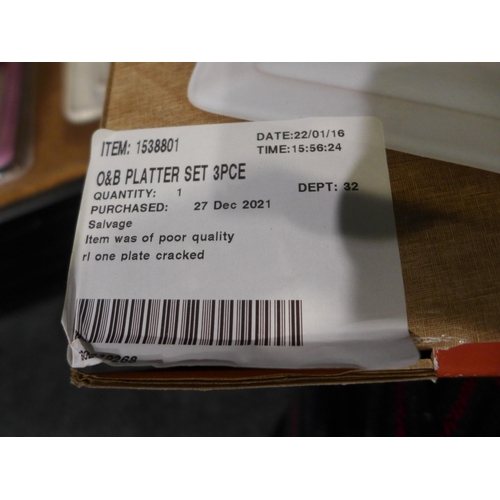 ITEM: 1538801
DATE:22/01/16
TIME:15:56:24
O&B PLATTER SET 3PCE
QUANTITY: 1
DEPT: 32
PURCHASED: 27 Dec 2021
Salvage
Item was of poor quality
rl one plate cracked